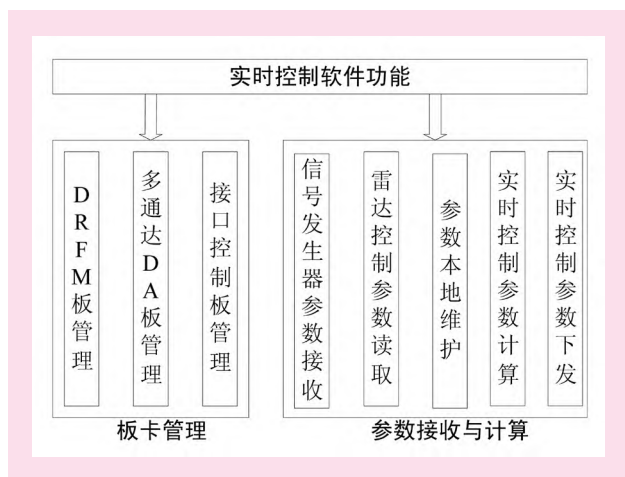 实时控制软件功能
DRFM板管理
多通达DA板管理
接口控制板管理
信号发生器参数接收
雷达控制参数读取
参数本地维护
实时控制参数计算
实时控制参数下发
板卡管理
参数接收与计算